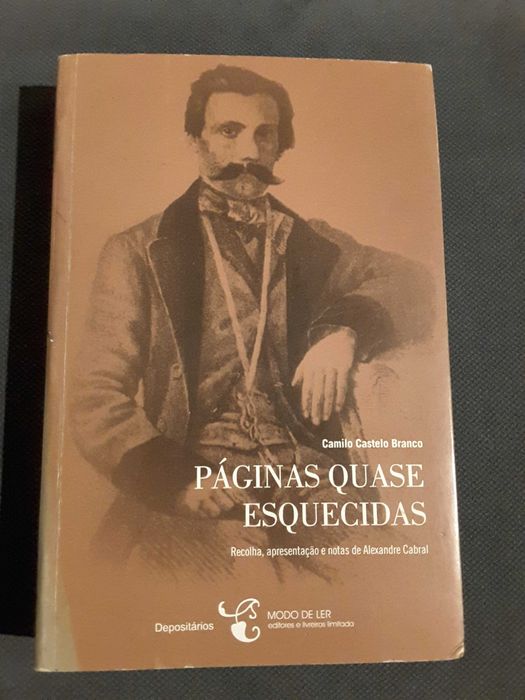 Camilo Castelo Branco
PÁGINAS QUASE
ESQUECIDAS
Recolha, apresentação e notas de Alexandre Cabral
Depositários
MODO DE LER
editores e livreiros limitada